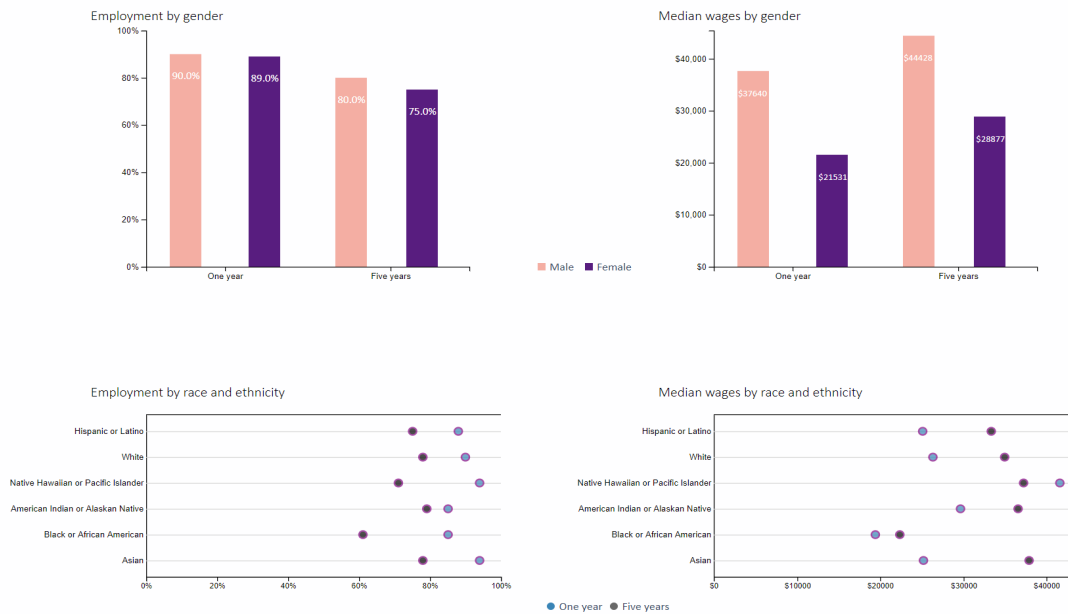 Employment by gender
100%
80%
60%
40%
20%
0%
90.0%
89.0%
80.0%
75.0%
One year
Five years
Male
Female
Median wages by gender
$40,000
$30,000
$20,000
$10,000
$0
$37640
$21531
$44428
$28877
One year
Five years
Employment by race and ethnicity
Hispanic or Latino
White
Native Hawaiian or Pacific Islander
American Indian or Alaskan Native
Black or African American
Asian
0%
20%
40%
60%
80%
100%
Median wages by race and ethnicity
Hispanic or Latino
White
Native Hawaiian or Pacific Islander
American Indian or Alaskan Native
Black or African American
Asian
$0
$10000
$20000
$30000
$40000
One year
Five years